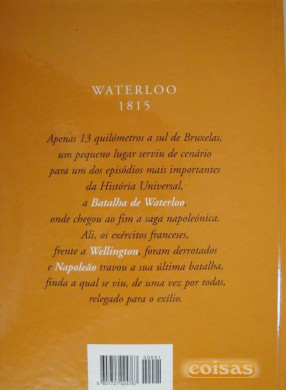 WATERLOO
1815
Apenas 13 quilómetros a sul de Bruxelas,
um pequeno lugar serviu de cenário
para um dos episódios mais importantes
da História Universal,
a Batalha de Waterloo,
onde chegou ao fim a saga napoleónica.
Ali, os exércitos franceses,
frente a Wellington, foram derrotados
e Napoleão travou a sua última batalha,
finda a qual se viu, de uma vez por todas,
relegado para o exílio.
00001
coisas